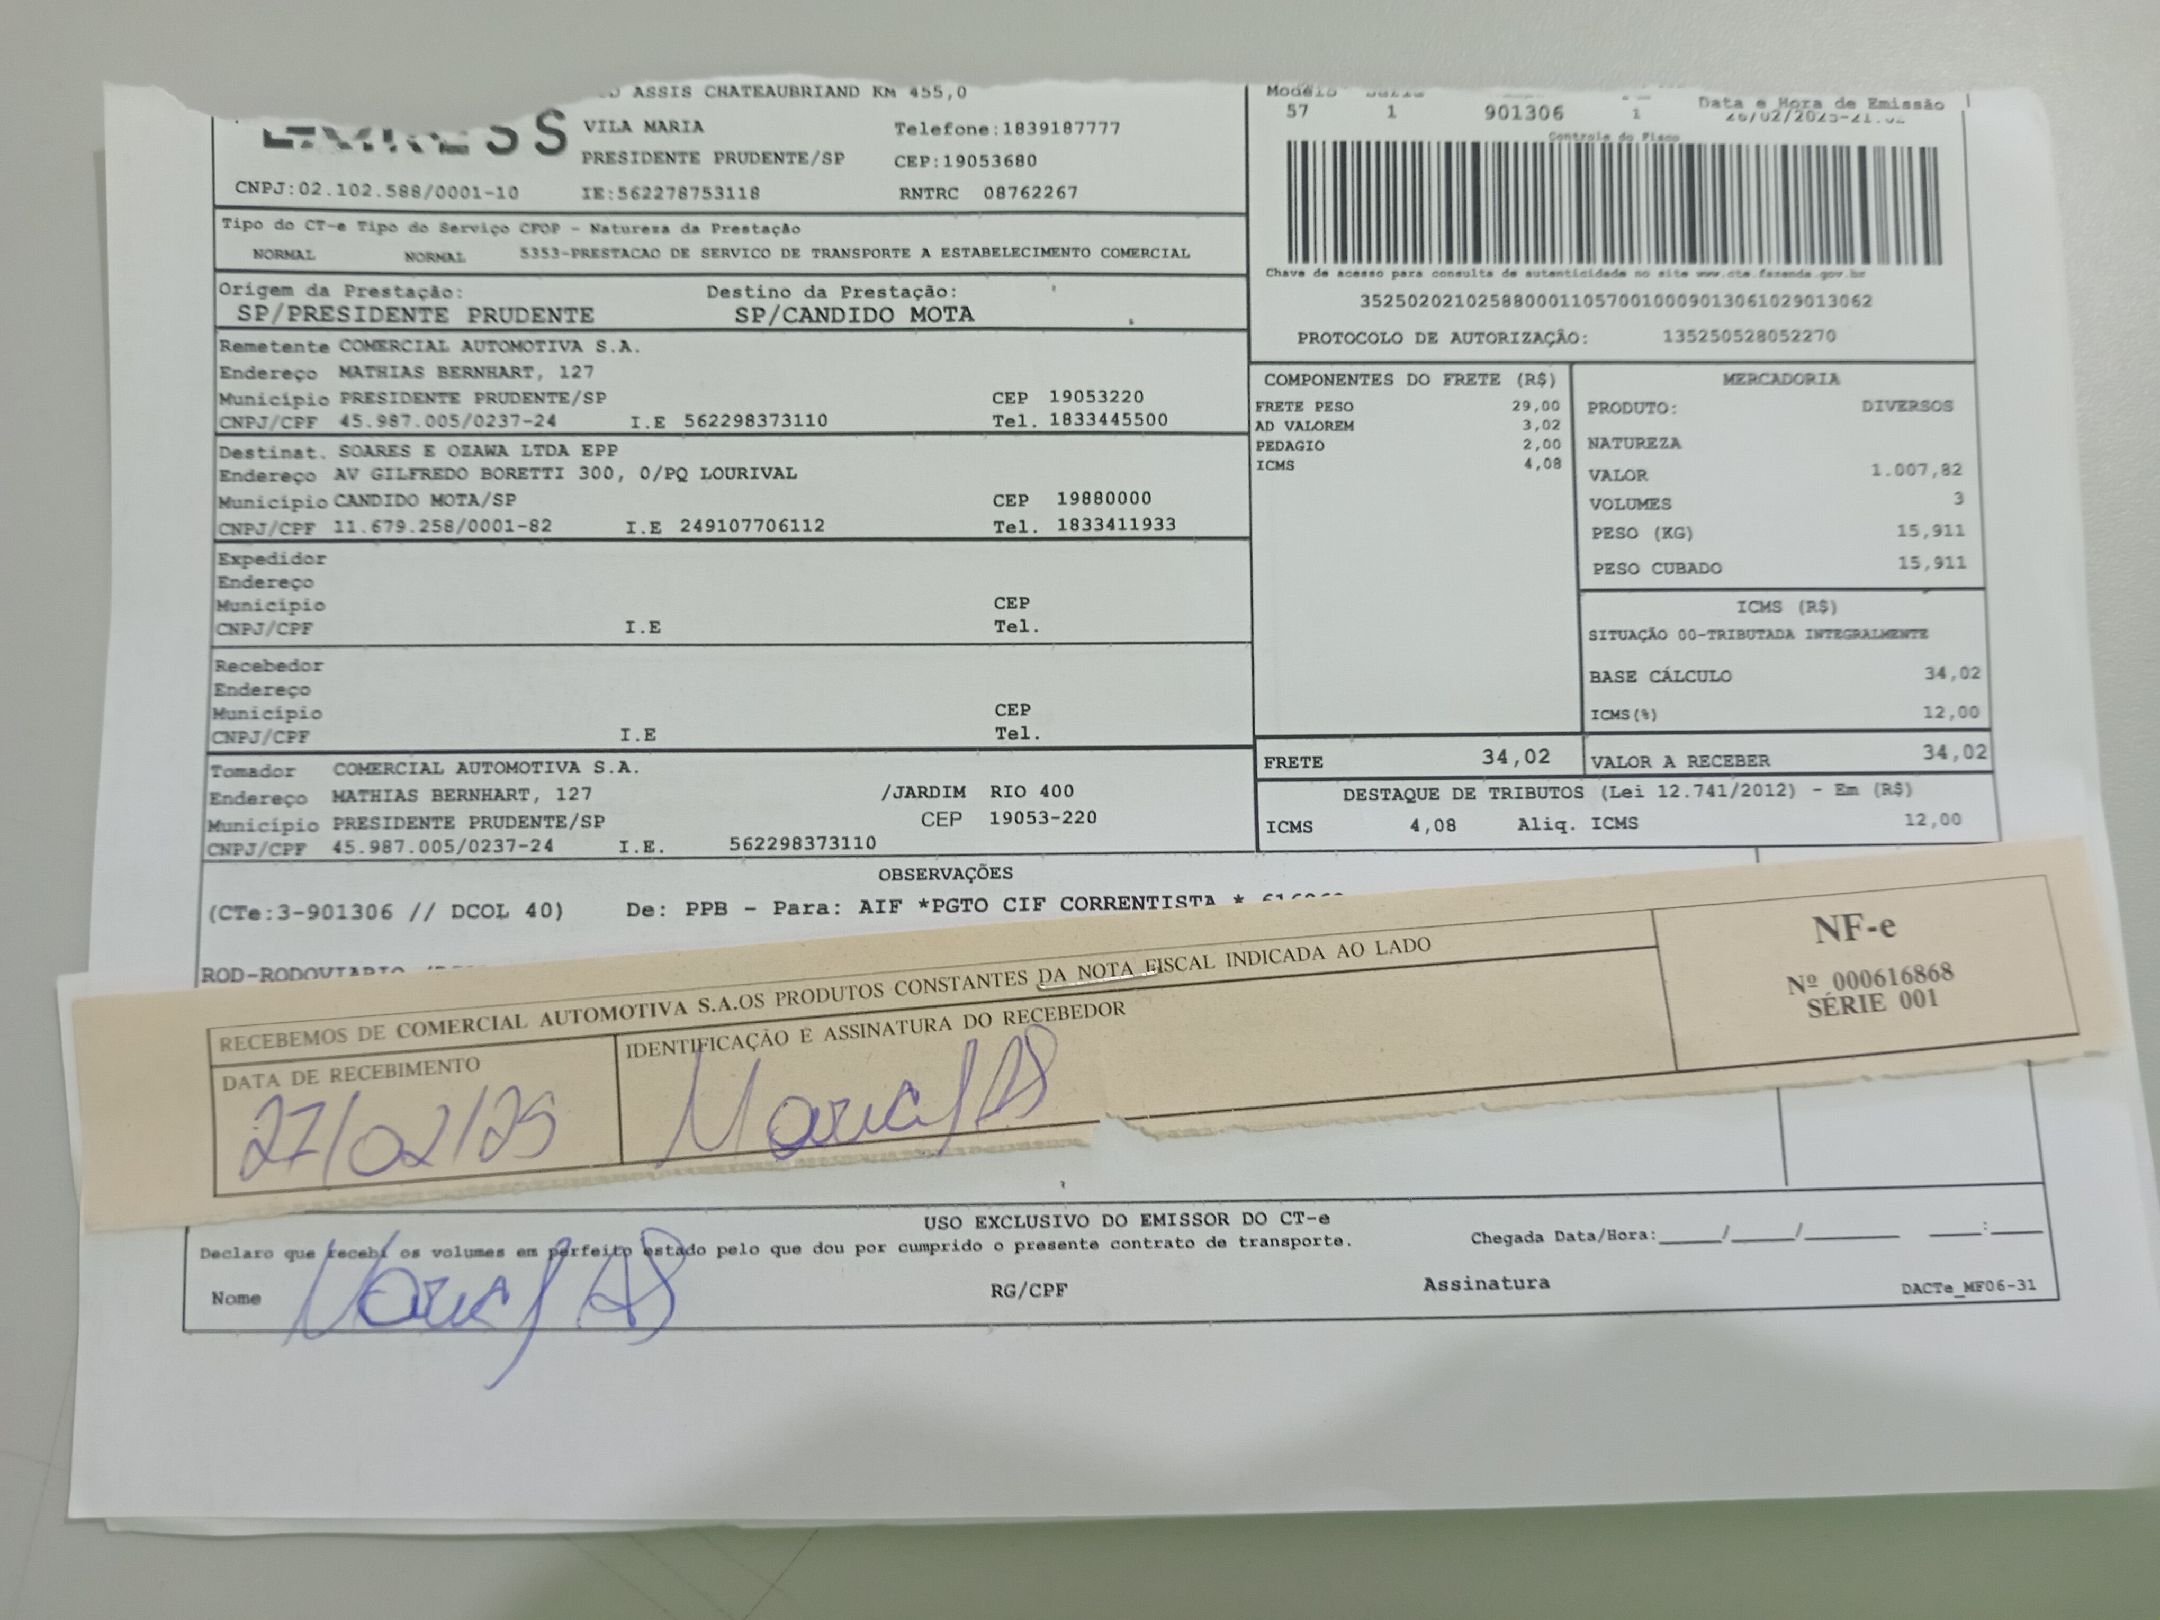 ASSIS CHATEAUBRIAND KM 455,0
VILA MARIA Telefone:1839187777
PRESIDENTE PRUDENTE/SP CEP:19053680
CNPJ:02.102.588/0001-10 IE:562278753118 RNTRC 08762267
Modelo
57 1 901306 1 Data e Hora de Emissão
Controle do Fisco
Tipo do CT-e Tipo do Serviço CFOP - Natureza da Prestação
NORMAL NORMAL 5353-PRESTACAO DE SERVICO DE TRANSPORTE A ESTABELECIMENTO COMERCIAL
Chave de acesso para consulta de autenticidade no site www.cte.fazenda.gov.br
35250202102588000110570010009013061029013062
PROTOCOLO DE AUTORIZAÇÃO: 135250528052270
Origem da Prestação: Destino da Prestação:
SP/PRESIDENTE PRUDENTE SP/CANDIDO MOTA
Remetente COMERCIAL AUTOMOTIVA S.A.
Endereço MATHIAS BERNHART, 127
Município PRESIDENTE PRUDENTE/SP CEP 19053220
CNPJ/CPF 45.987.005/0237-24 I.E 562298373110 Tel. 1833445500
Destinat. SOARES E OZAWA LTDA EPP
Endereço AV GILFREDO BORETTI 300, 0/PQ LOURIVAL
Município CANDIDO MOTA/SP CEP 19880000
CNPJ/CPF 11.679.258/0001-82 I.E 249107706112 Tel. 1833411933
Expedidor
Endereço
Município CEP
CNPJ/CPF I.E Tel.
Recebedor
Endereço
Município CEP
CNPJ/CPF I.E Tel.
Tomador COMERCIAL AUTOMOTIVA S.A.
Endereço MATHIAS BERNHART, 127 /JARDIM RIO 400
Município PRESIDENTE PRUDENTE/SP CEP 19053-220
CNPJ/CPF 45.987.005/0237-24 I.E. 562298373110
COMPONENTES DO FRETE (R$)
FRETE PESO 29,00
AD VALOREM 3,02
PEDAGIO 2,00
ICMS 4,08
FRETE 34,02
MERCADORIA
PRODUTO: DIVERSOS
NATUREZA
VALOR 1.007,82
VOLUMES 3
PESO (KG) 15,911
PESO CUBADO 15,911
ICMS (R$)
SITUAÇÃO 00-TRIBUTADA INTEGRALMENTE
BASE CÁLCULO 34,02
ICMS(%) 12,00
VALOR A RECEBER 34,02
DESTAQUE DE TRIBUTOS (Lei 12.741/2012) - Em (R$)
ICMS 4,08 Aliq. ICMS 12,00
OBSERVAÇÕES
(CTe:3-901306 // DCOL 40) De: PPB - Para: AIF *PGTO CIF CORRENTISTA *
ROD-RODOVIARIO
RECEBEMOS DE COMERCIAL AUTOMOTIVA S.A.OS PRODUTOS CONSTANTES DA NOTA FISCAL INDICADA AO LADO
DATA DE RECEBIMENTO
27/02/25
IDENTIFICAÇÃO E ASSINATURA DO RECEBEDOR
NF-e
Nº 000616868
SÉRIE 001
USO EXCLUSIVO DO EMISSOR DO CT-e
Declaro que recebi os volumes em perfeito estado pelo que dou por cumprido o presente contrato de transporte. Chegada Data/Hora:____/____/______ ____:____
Nome RG/CPF Assinatura DACTe_MF06-31